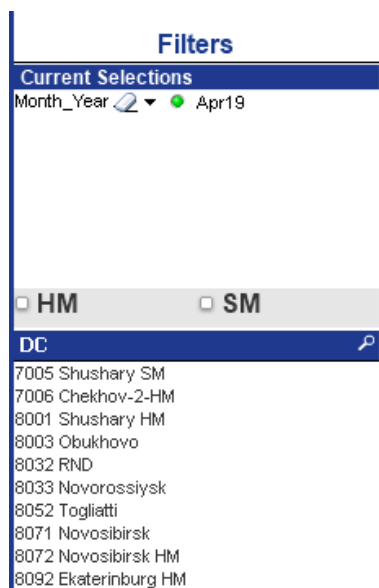 Filters
Current Selections
Month_Year Apr19
HM SM
DC
7005 Shushary SM
7006 Chekhov-2-HM
8001 Shushary HM
8003 Obukhovo
8032 RND
8033 Novorossiysk
8052 Togliatti
8071 Novosibirsk
8072 Novosibirsk HM
8092 Ekaterinburg HM